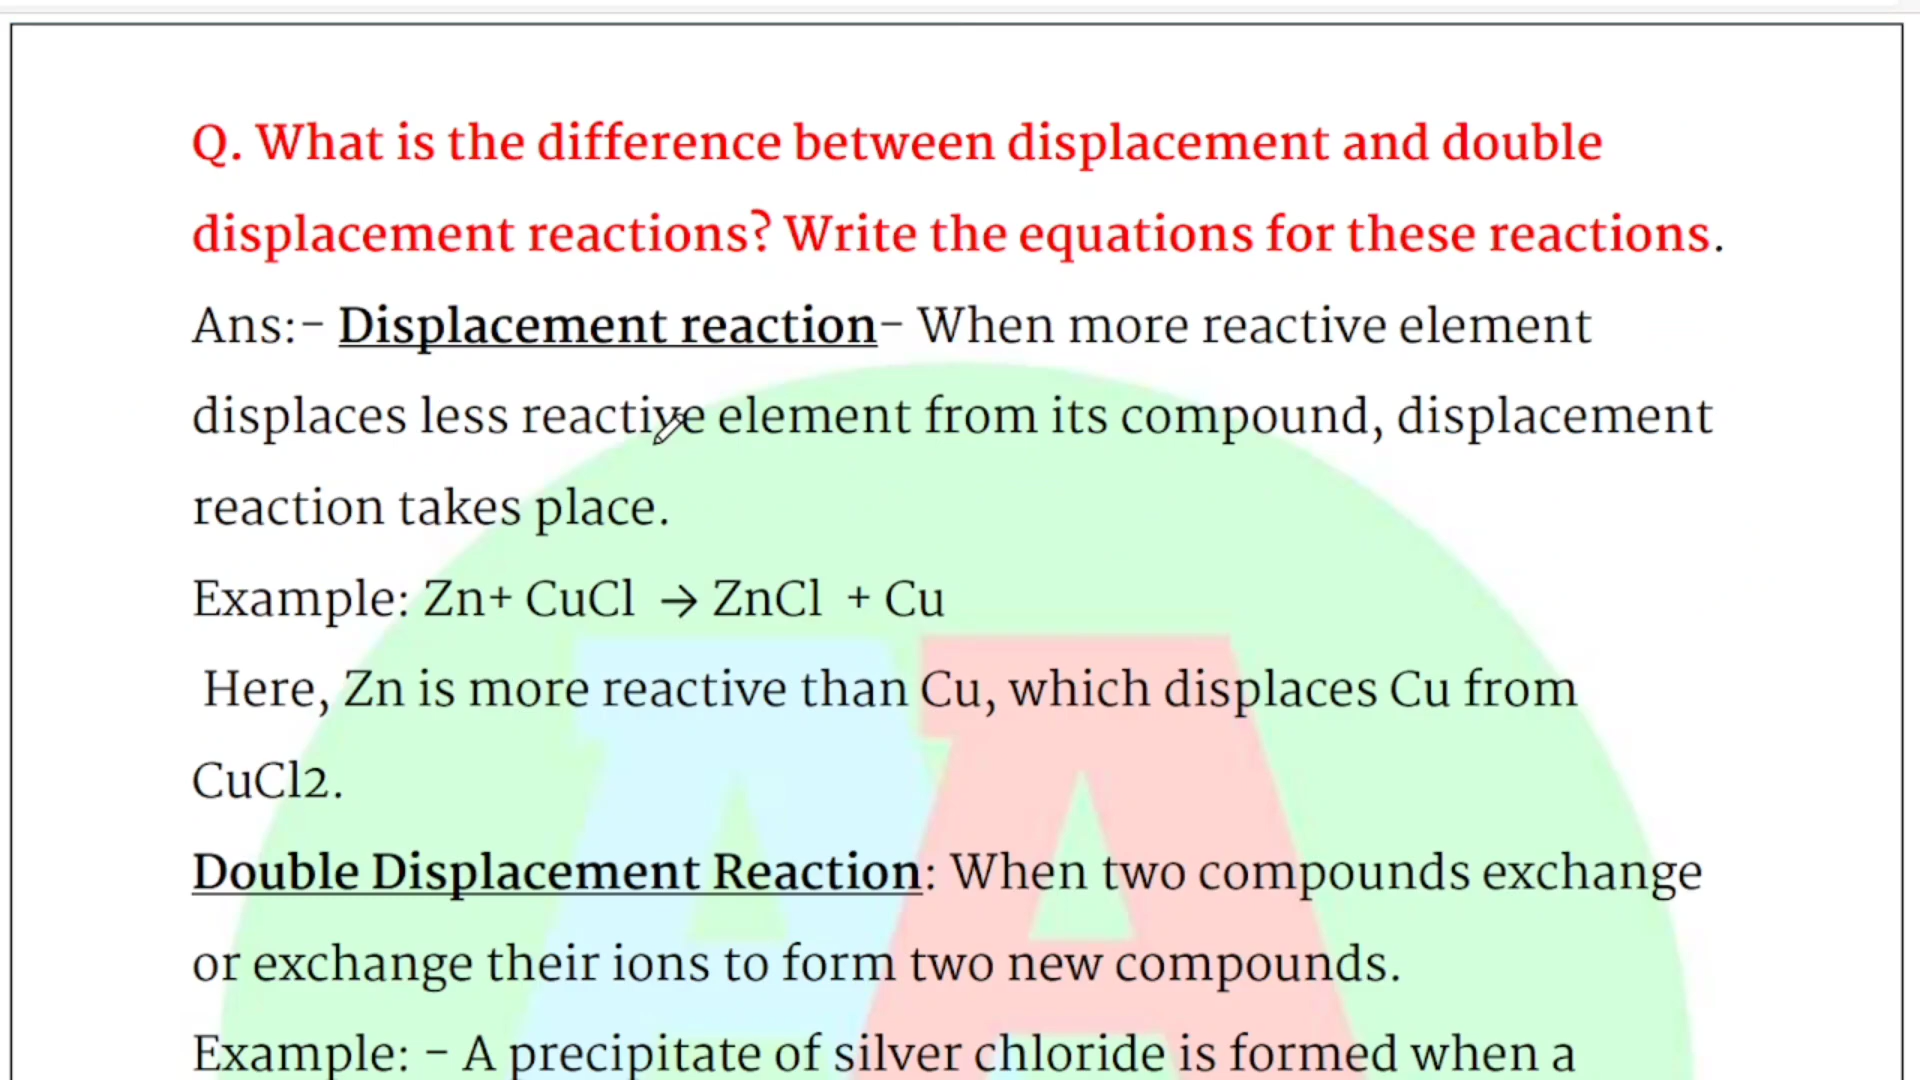 Q. What is the difference between displacement and double
displacement reactions? Write the equations for these reactions.
Ans:- Displacement reaction- When more reactive element
displaces less reactive element from its compound, displacement
reaction takes place.
Example: Zn+ CuCl → ZnCl + Cu
Here, Zn is more reactive than Cu, which displaces Cu from
CuCl2.
Double Displacement Reaction: When two compounds exchange
or exchange their ions to form two new compounds.
Example: - A precipitate of silver chloride is formed when a